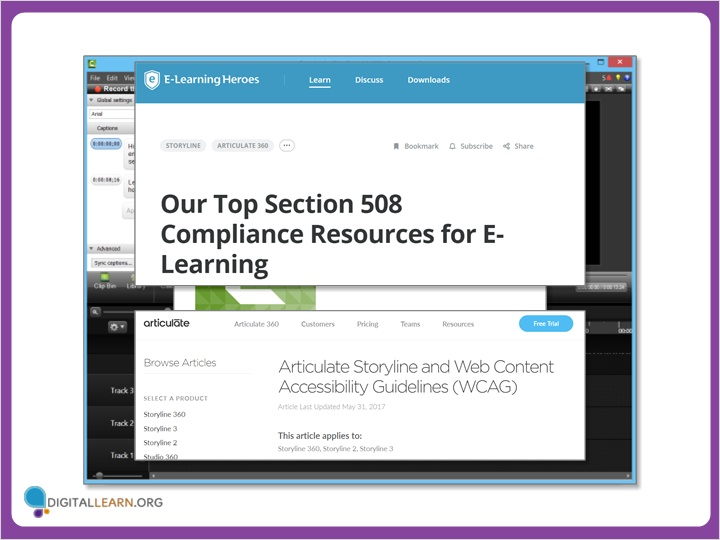 File Edit
Record th
Global settings
Arial
Captions
0:00:00;00
0:00:08;14
Advanced
Sync captions...
Clip Bin
Track 3
Track 2
Track 1
E-Learning Heroes Learn Discuss Downloads
STORYLINE ARTICULATE 360 ••• Bookmark Subscribe Share
Our Top Section 508
Compliance Resources for E-
Learning
articulate Articulate 360 Customers Pricing Teams Resources Free Trial
Browse Articles
SELECT A PRODUCT
Storyline 360
Storyline 3
Storyline 2
Studio 360
Articulate Storyline and Web Content
Accessibility Guidelines (WCAG)
Article Last Updated May 31, 2017
This article applies to:
Storyline 360, Storyline 2, Storyline 3
DIGITALLEARN.ORG